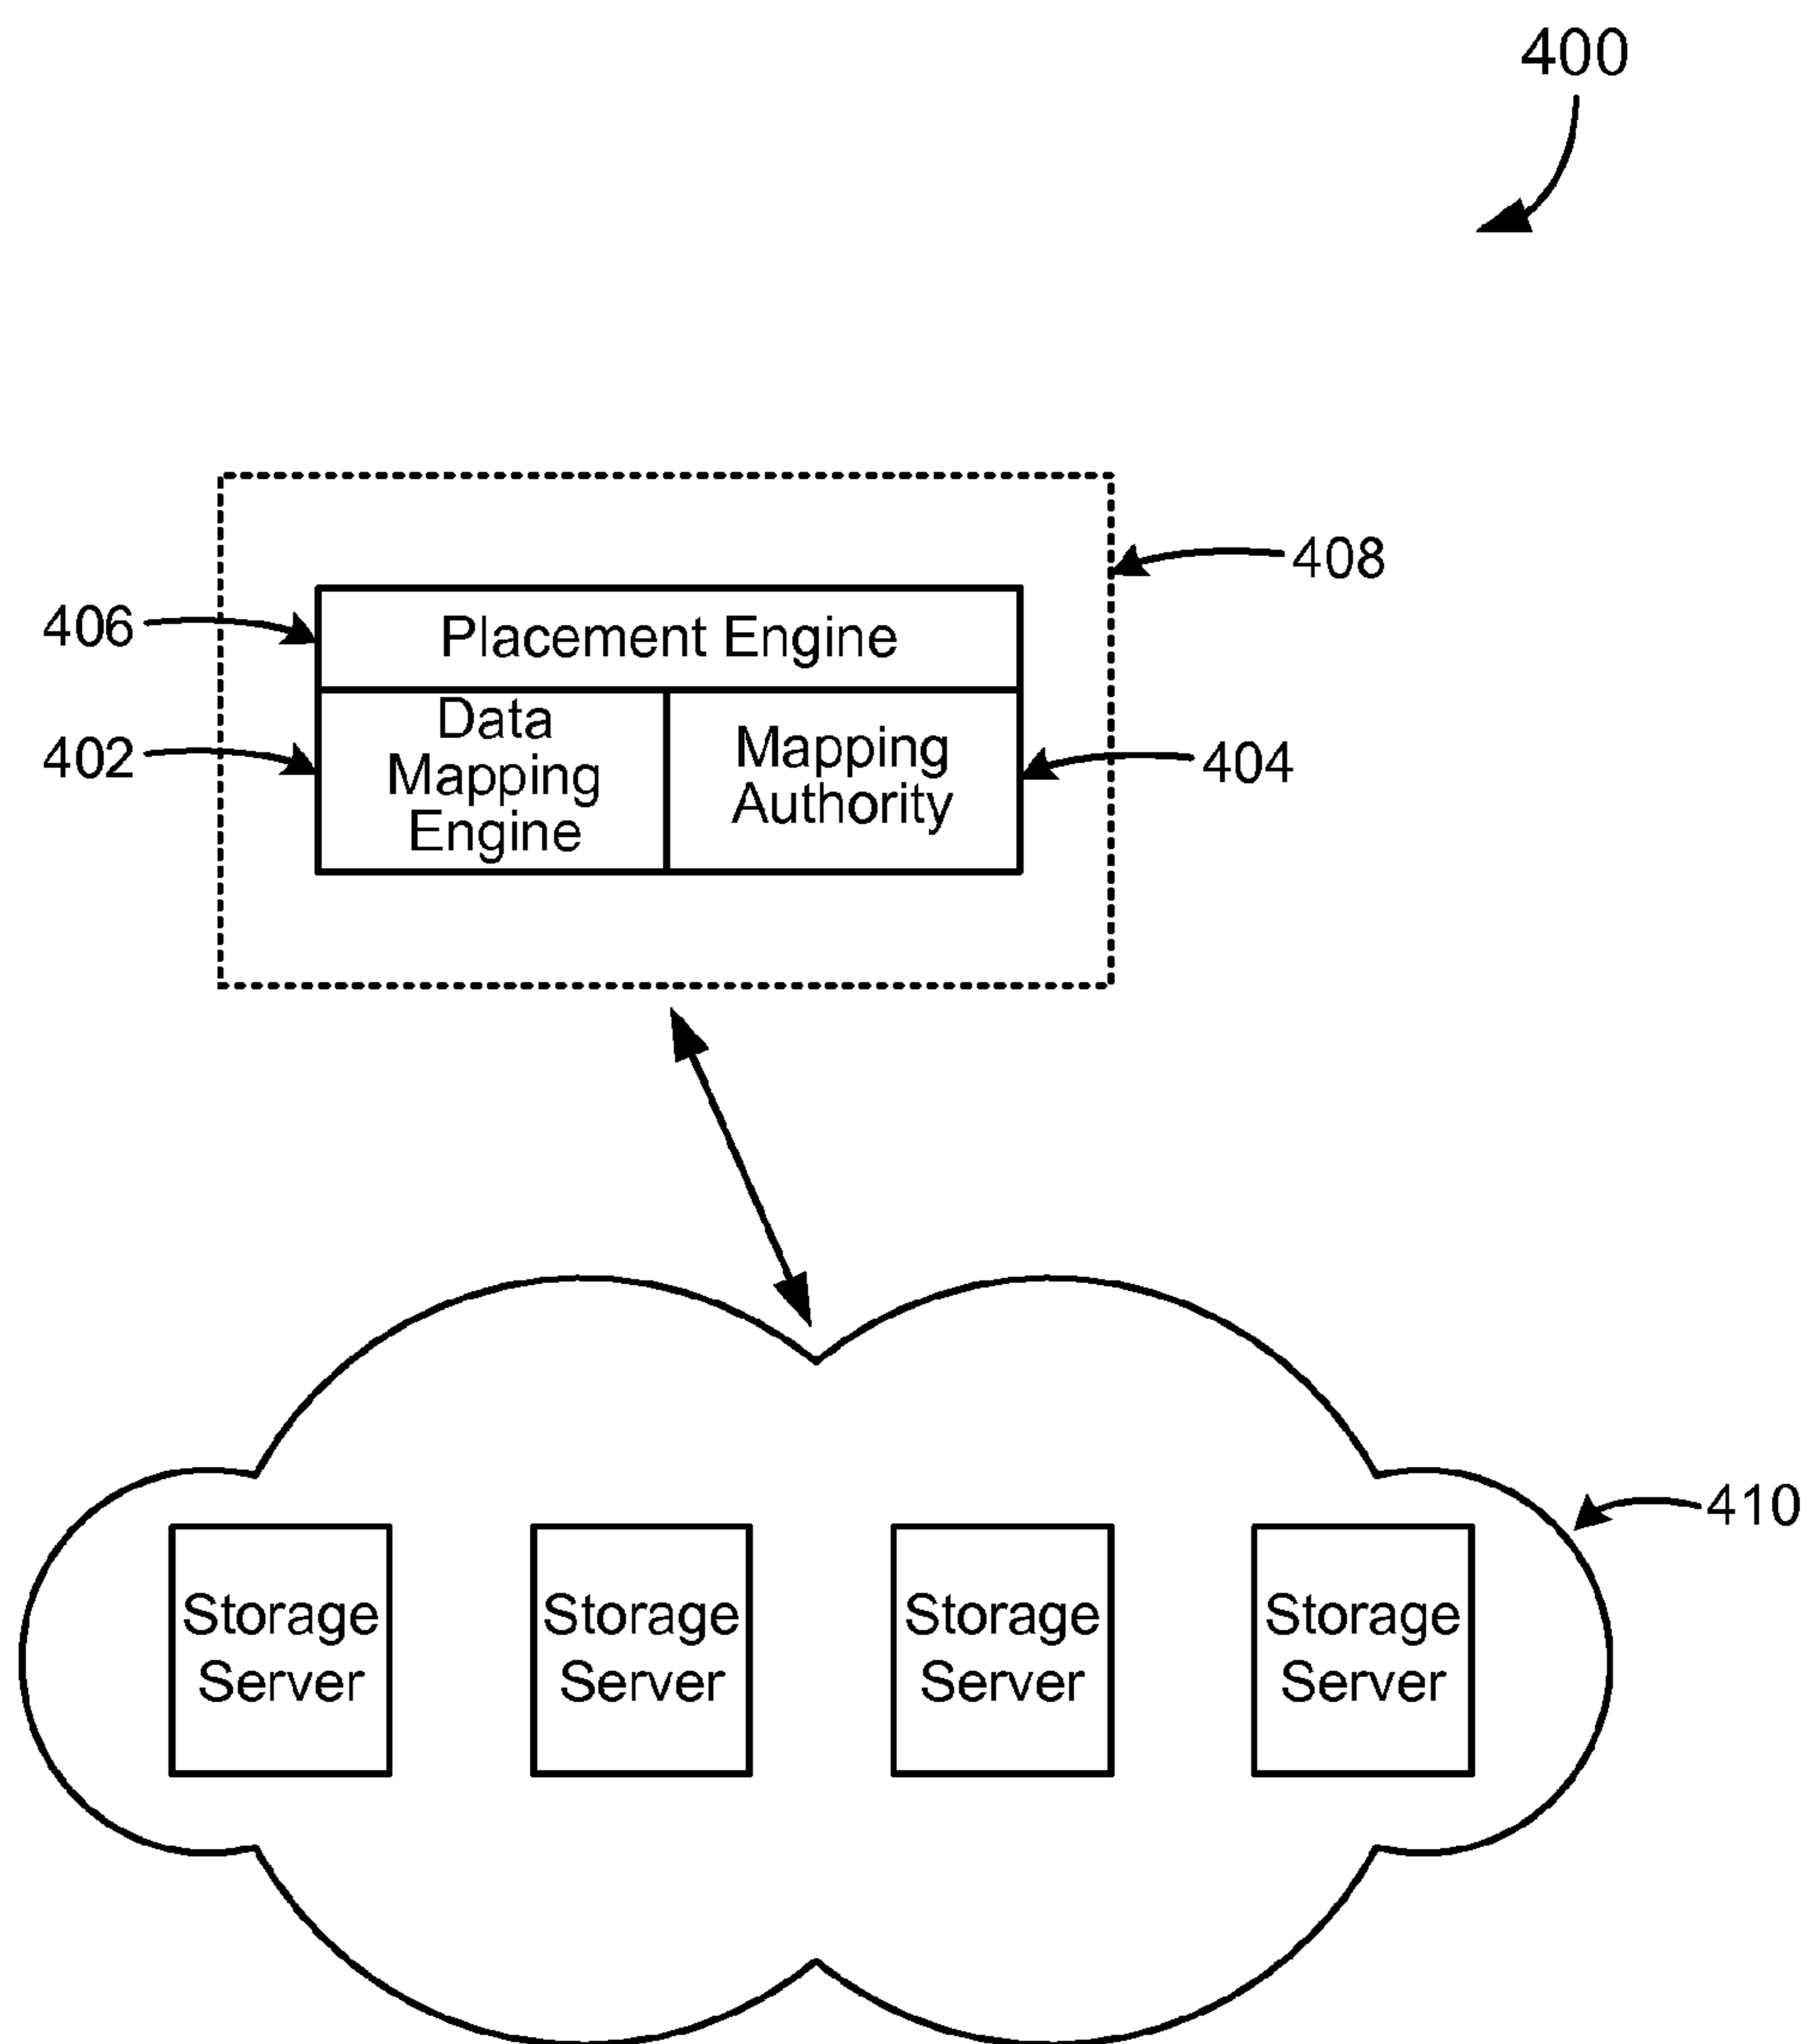 400
408
406
Placement Engine
402
Data
Mapping
Engine
Mapping
Authority
404
410
Storage
Server
Storage
Server
Storage
Server
Storage
Server